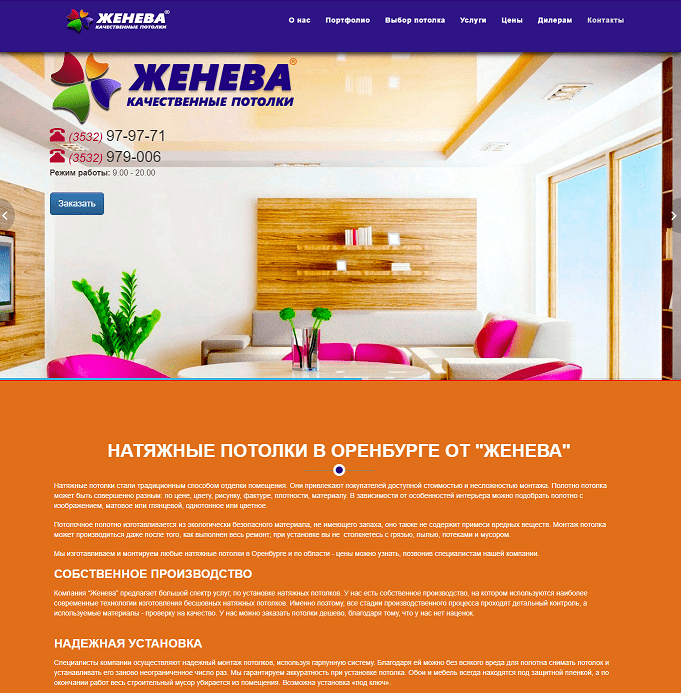 ЖЕНЕВА®
КАЧЕСТВЕННЫЕ ПОТОЛКИ
О нас Портфолио Выбор потолка Услуги Цены Дилерам Контакты
ЖЕНЕВА®
КАЧЕСТВЕННЫЕ ПОТОЛКИ
(3532) 97-97-71
(3532) 979-006
Режим работы: 9.00 - 20.00
Заказать
НАТЯЖНЫЕ ПОТОЛКИ В ОРЕНБУРГЕ ОТ "ЖЕНЕВА"
Натяжные потолки стали традиционным способом отделки помещения. Они привлекают покупателей доступной стоимостью и несложностью монтажа. Полотно потолка
может быть совершенно разным: по цене, цвету, рисунку, фактуре, плотности, материалу. В зависимости от особенностей интерьера можно подобрать полотно с
изображением, матовое или глянцевой, однотонное или цветное.
Потолочное полотно изготавливается из экологически безопасного материала, не имеющего запаха, оно также не содержит примеси вредных веществ. Монтаж потолка
может производиться даже после того, как выполнен весь ремонт; при установке вы не столкнетесь с грязью, пылью, потеками и мусором.
Мы изготавливаем и монтируем любые натяжные потолки в Оренбурге и по области - цены можно узнать, позвонив специалистам нашей компании.
СОБСТВЕННОЕ ПРОИЗВОДСТВО
Компания "Женева" предлагает большой спектр услуг, по установке натяжных потолков. У нас есть собственное производство, на котором используются наиболее
современные технологии изготовления бесшовных натяжных потолков. Именно поэтому, все стадии производственного процесса проходят детальный контроль, а
используемые материалы - проверку на качество. У нас можно заказать потолки дешево, благодаря тому, что у нас нет наценок.
НАДЕЖНАЯ УСТАНОВКА
Специалисты компании осуществляют надежный монтаж потолков, используя гарпунную систему. Благодаря ей можно без всякого вреда для полотна снимать потолок и
устанавливать его заново неограниченное число раз. Мы гарантируем аккуратность при установке потолка. Обои и мебель всегда находятся под защитной пленкой, а по
окончании работ весь строительный мусор убирается из помещения. Возможна установка «под ключ».